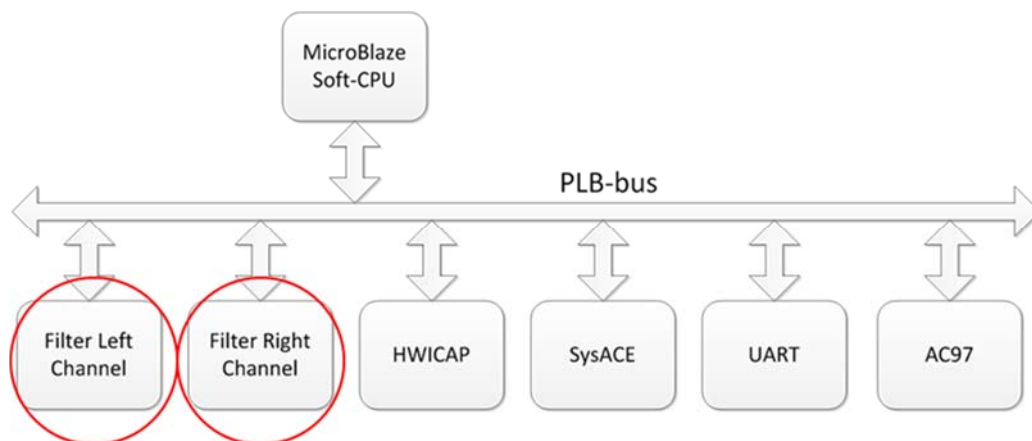 MicroBlaze
Soft-CPU
PLB-bus
Filter Left
Channel
Filter Right
Channel
HWICAP
SysACE
UART
AC97